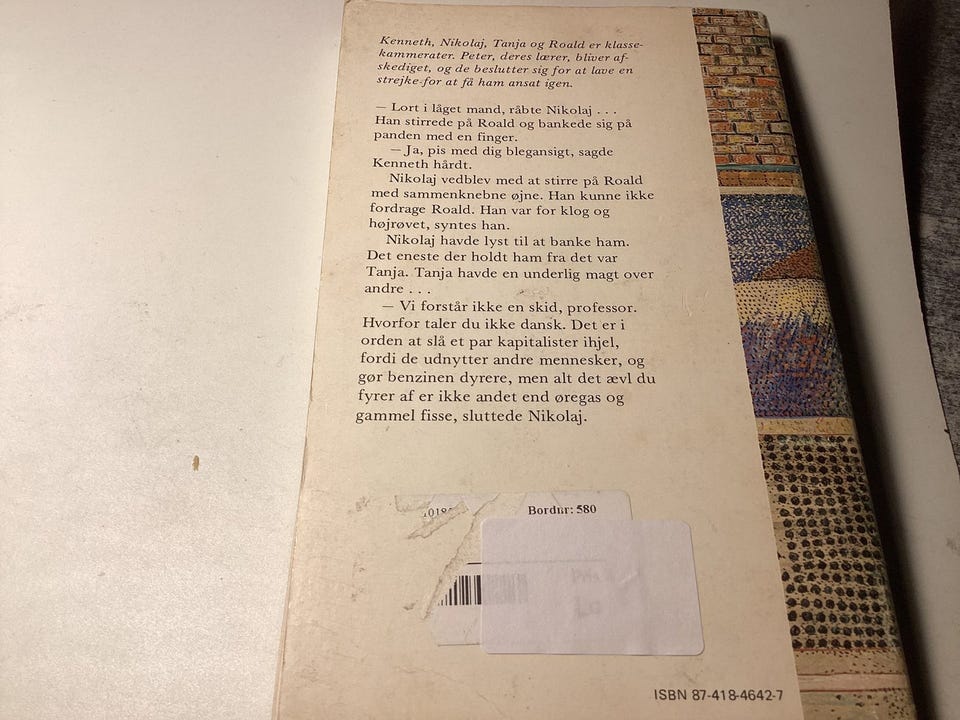 Kenneth, Nikolaj, Tanja og Roald er klasse-
kammerater. Peter, deres lærer, bliver af-
skediget, og de beslutter sig for at lave en
strejke for at få ham ansat igen.
— Lort i låget mand, råbte Nikolaj . . .
Han stirrede på Roald og bankede sig på
panden med en finger.
— Ja, pis med dig blegansigt, sagde
Kenneth hårdt.
Nikolaj vedblev med at stirre på Roald
med sammenknebne øjne. Han kunne ikke
fordrage Roald. Han var for klog og
højrøvet, syntes han.
Nikolaj havde lyst til at banke ham.
Det eneste der holdt ham fra det var
Tanja. Tanja havde en underlig magt over
andre . . .
— Vi forstår ikke en skid, professor.
Hvorfor taler du ikke dansk. Det er i
orden at slå et par kapitalister ihjel,
fordi de udnytter andre mennesker, og
gør benzinen dyrere, men alt det ævl du
fyrer af er ikke andet end øregas og
gammel fisse, sluttede Nikolaj.
Bordnr: 580
ISBN 87-418-4642-7